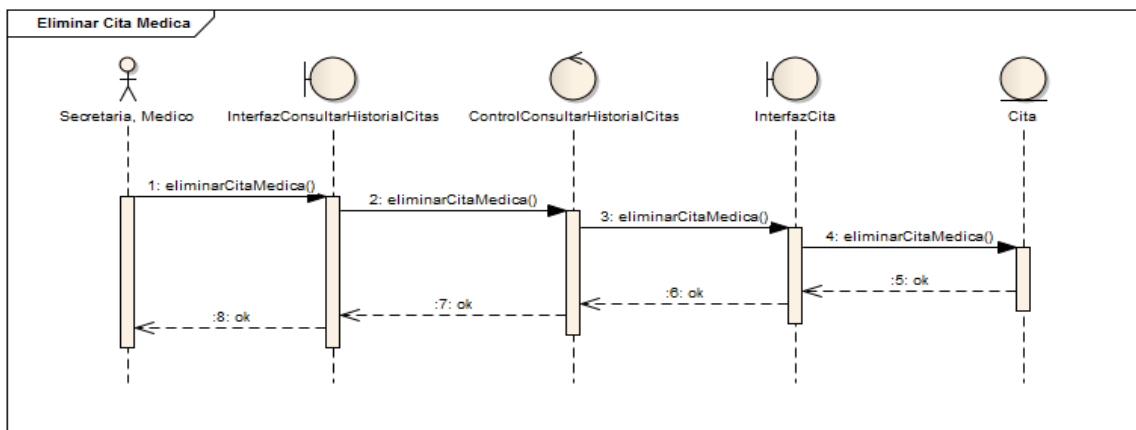 Eliminar Cita Medica
Secretaria, Medico
InterfazConsultarHistorialCitas
ControlConsultarHistorialCitas
InterfazCita
Cita
1: eliminarCitaMedica()
2: eliminarCitaMedica()
3: eliminarCitaMedica()
4: eliminarCitaMedica()
:5: ok
:6: ok
:7: ok
:8: ok